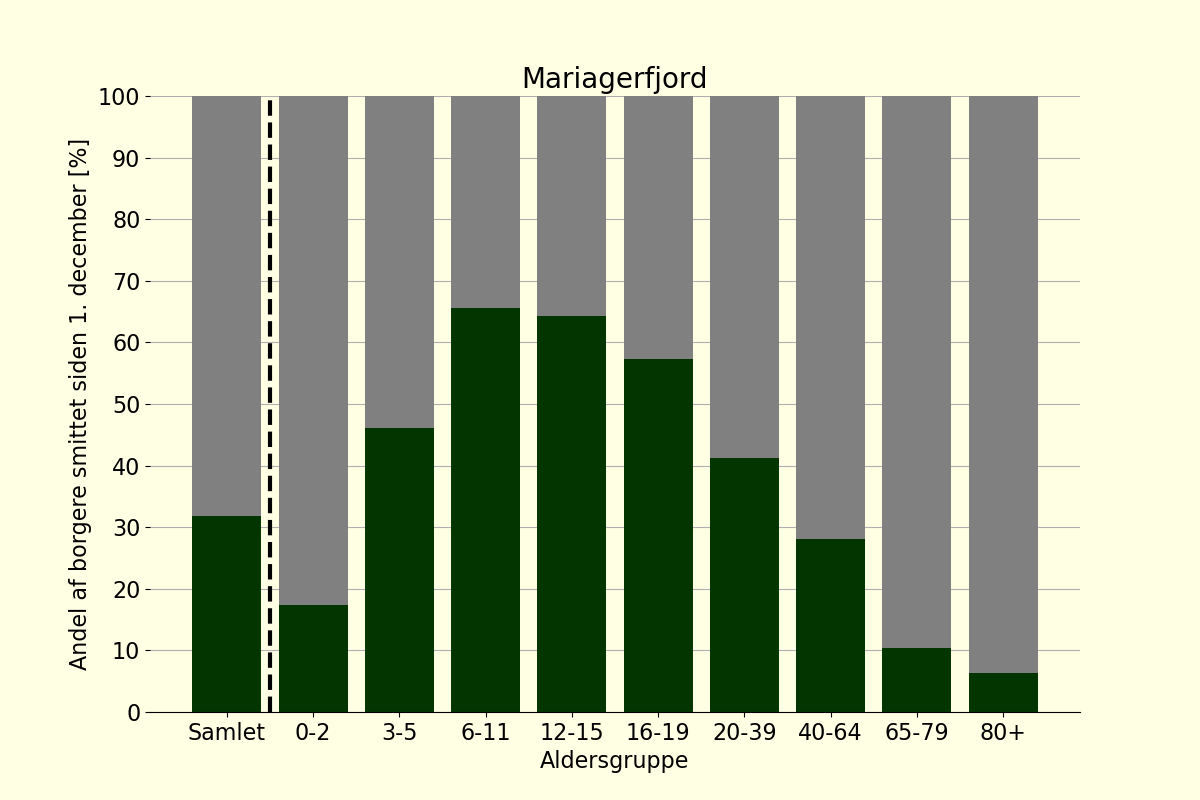 Mariagerfjord
Andel af borgere smittet siden 1. december [%]
100
90
80
70
60
50
40
30
20
10
0
Samlet 0-2 3-5 6-11 12-15 16-19 20-39 40-64 65-79 80+
Aldersgruppe